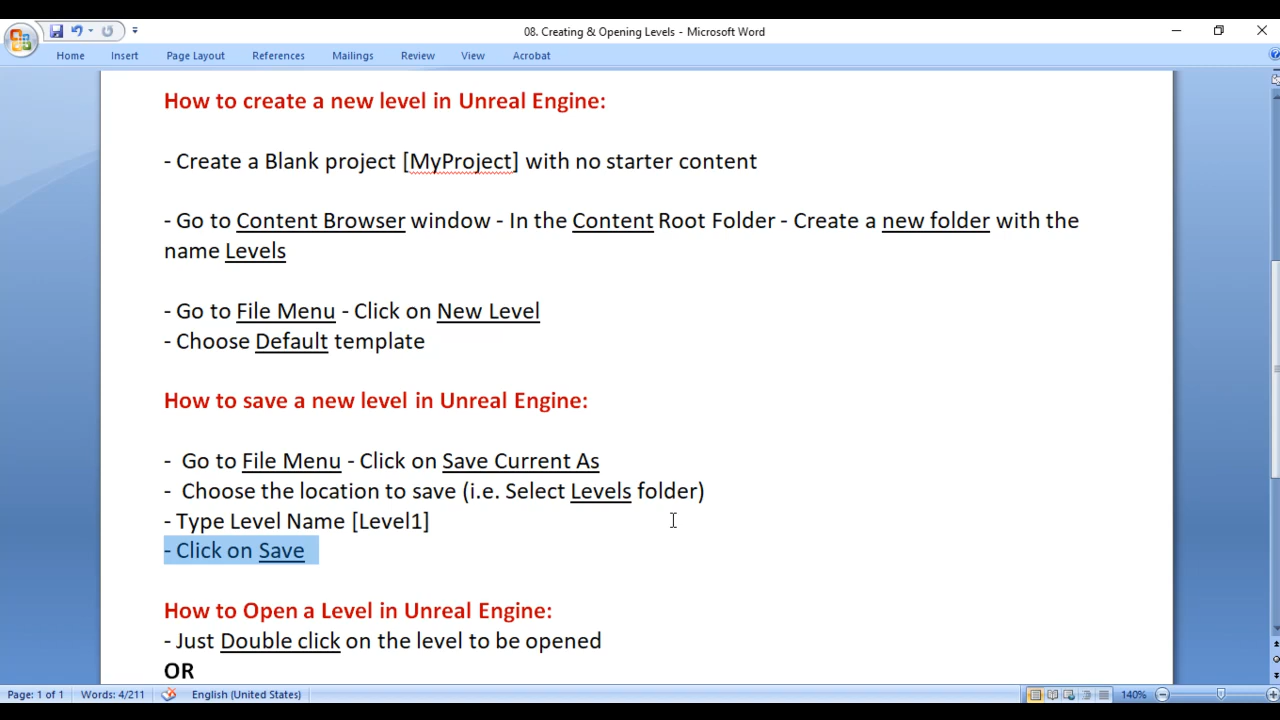 08. Creating & Opening Levels - Microsoft Word
Home Insert Page Layout References Mailings Review View Acrobat
How to create a new level in Unreal Engine:
- Create a Blank project [MyProject] with no starter content
- Go to Content Browser window - In the Content Root Folder - Create a new folder with the
name Levels
- Go to File Menu - Click on New Level
- Choose Default template
How to save a new level in Unreal Engine:
- Go to File Menu - Click on Save Current As
- Choose the location to save (i.e. Select Levels folder)
- Type Level Name [Level1]
- Click on Save
How to Open a Level in Unreal Engine:
- Just Double click on the level to be opened
OR
Page: 1 of 1 Words: 4/211 English (United States) 140%